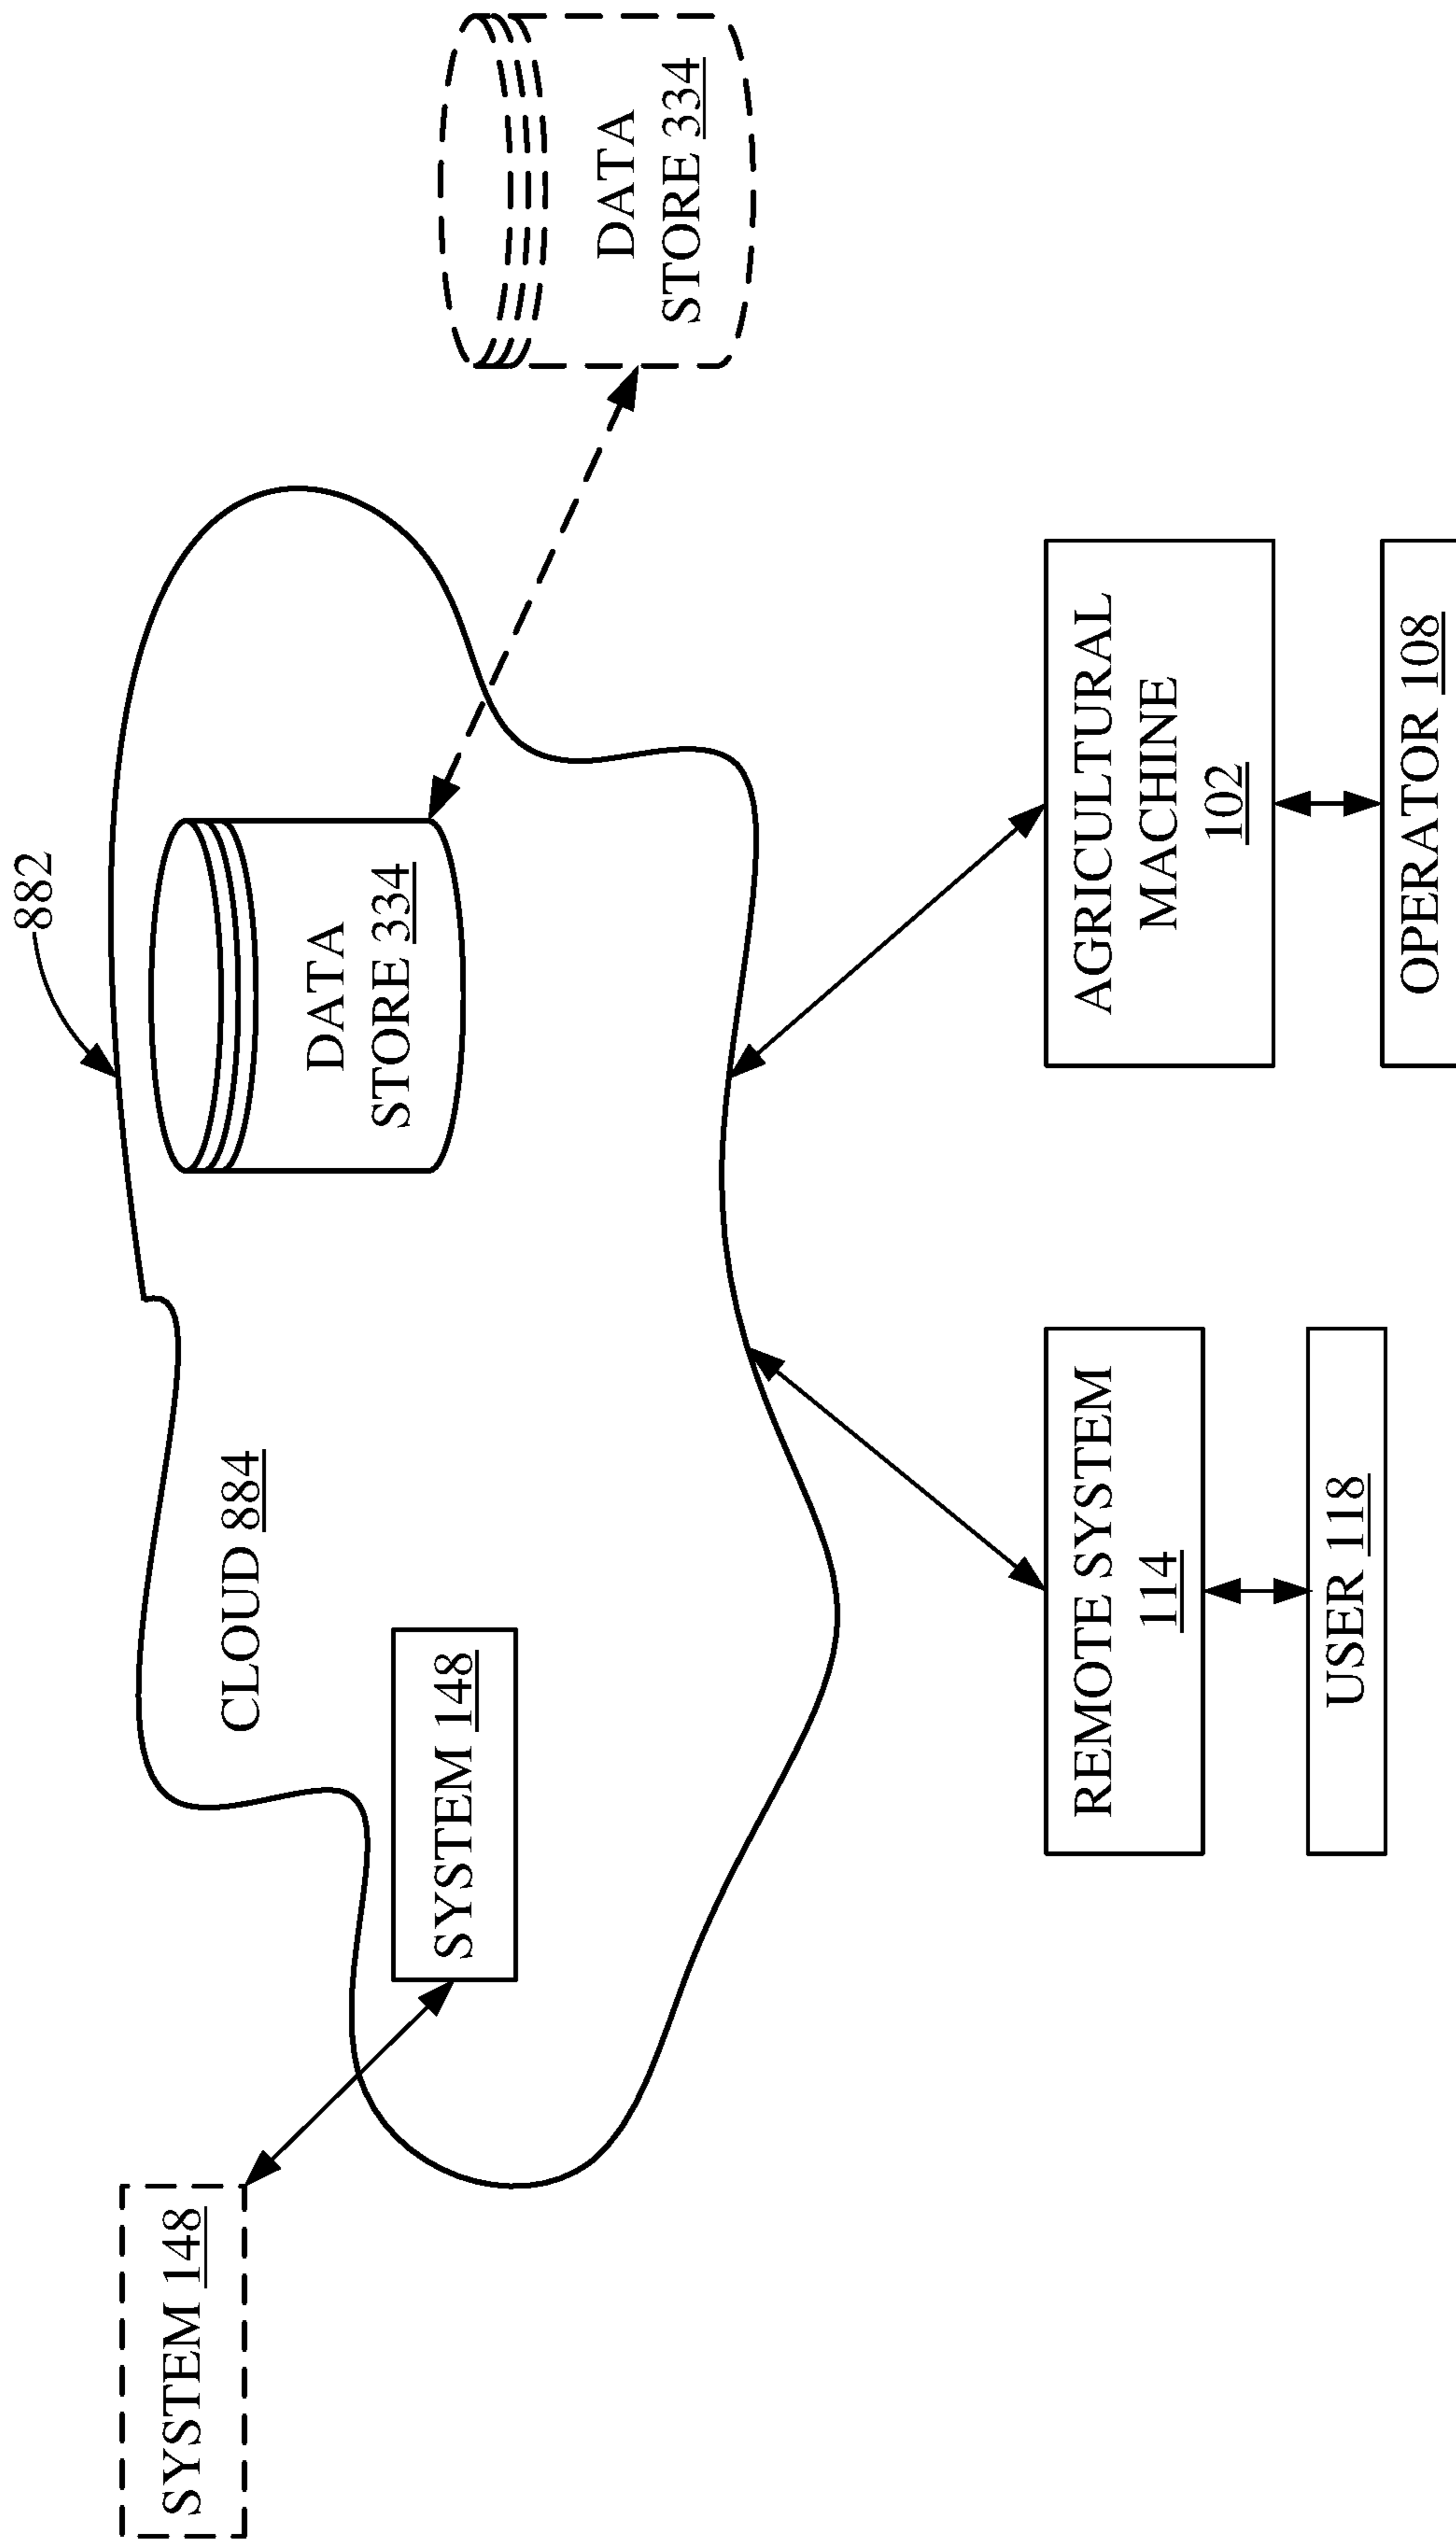 882
DATA
STORE 334
DATA
STORE 334
CLOUD 884
SYSTEM 148
SYSTEM 148
REMOTE SYSTEM
114
USER 118
AGRICULTURAL
MACHINE
102
OPERATOR 108